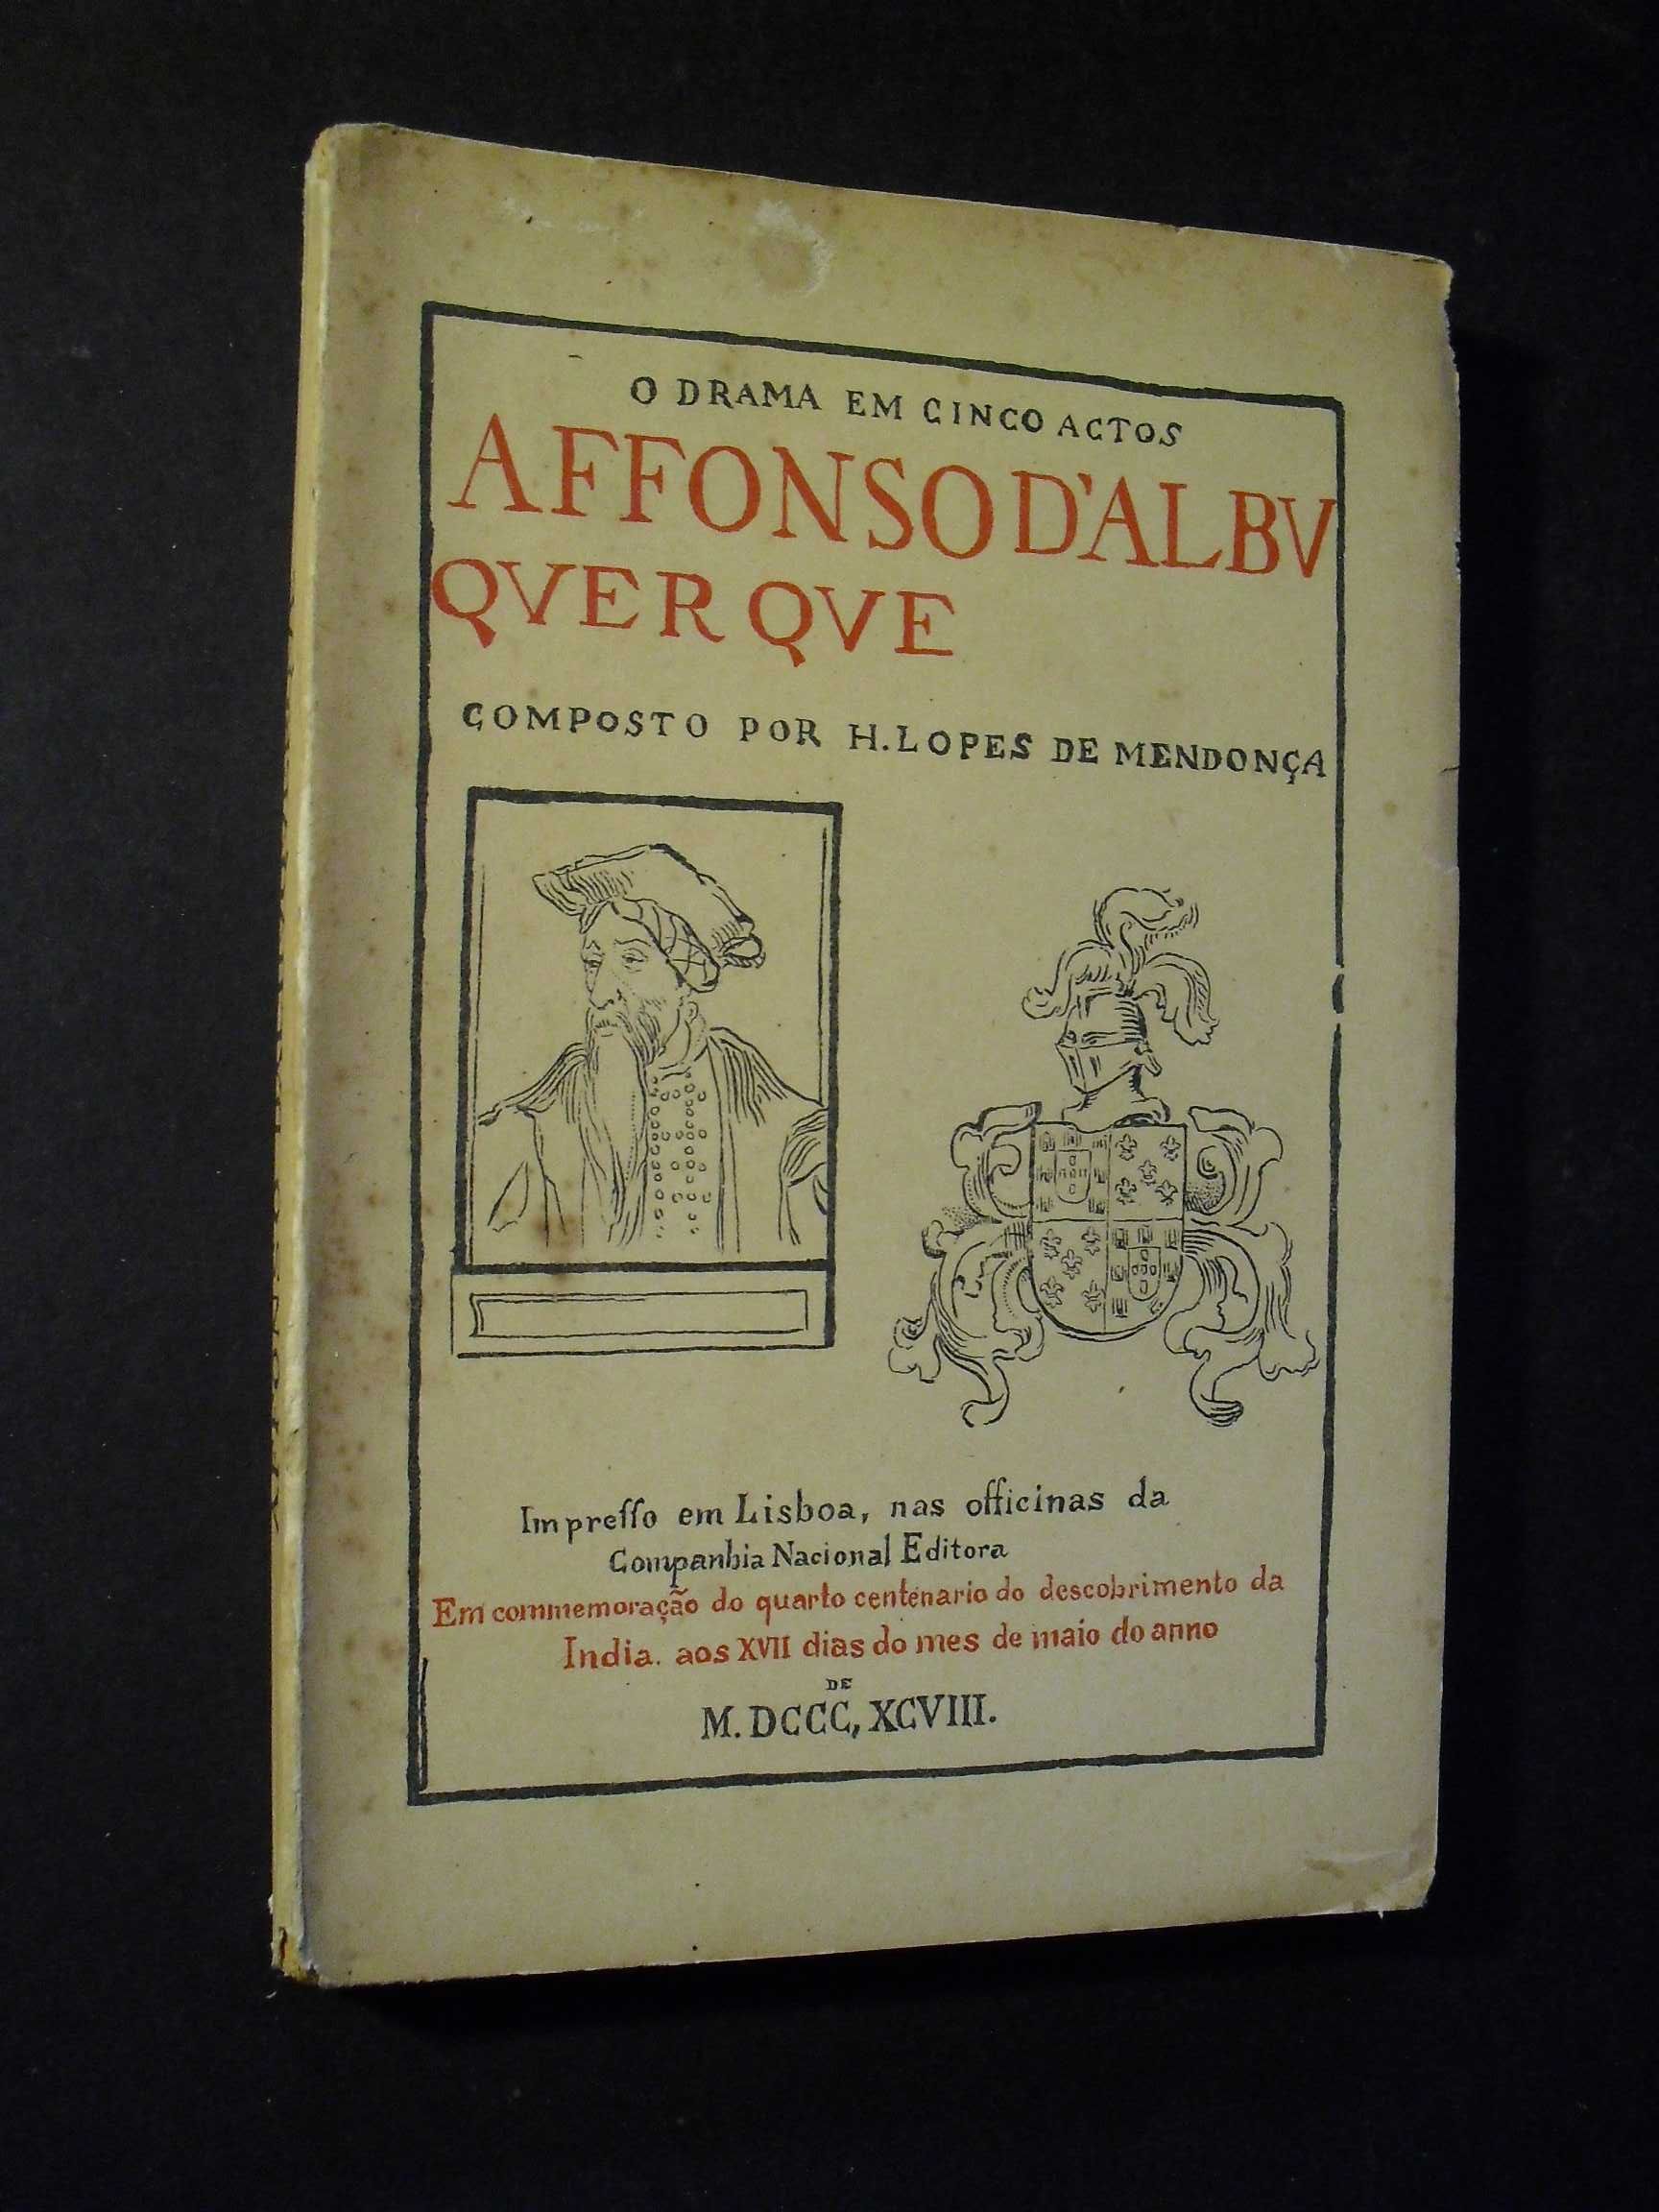 O DRAMA EM CINCO ACTOS
AFFONSO D'ALBV
QVERQVE
COMPOSTO POR H. LOPES DE MENDONÇA
Impreſſo em Lisboa, nas officinas da
Companhia Nacional Editora
Em commemoração do quarto centenario do descobrimento da
India. aos XVII dias do mes de maio do anno
DE
M.DCCC,XCVIII.